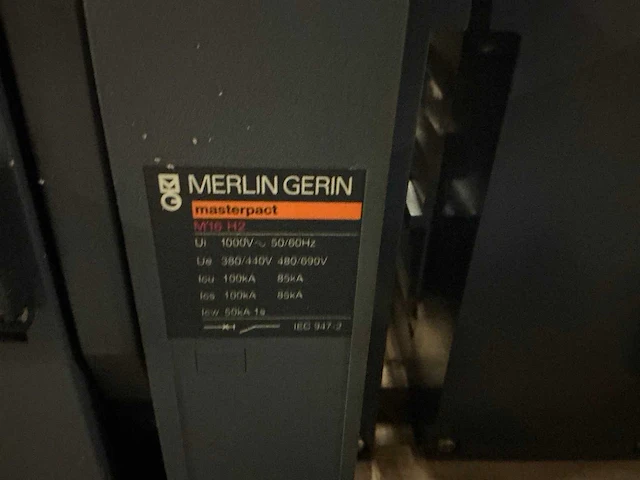 MERLIN GERIN
masterpact
M16 H2
Ui 1000V~ 50/60Hz
Ue 380/440V 480/690V
Icu 100kA 85kA
Ics 100kA 85kA
Icw 50kA 1s
IEC 947-2